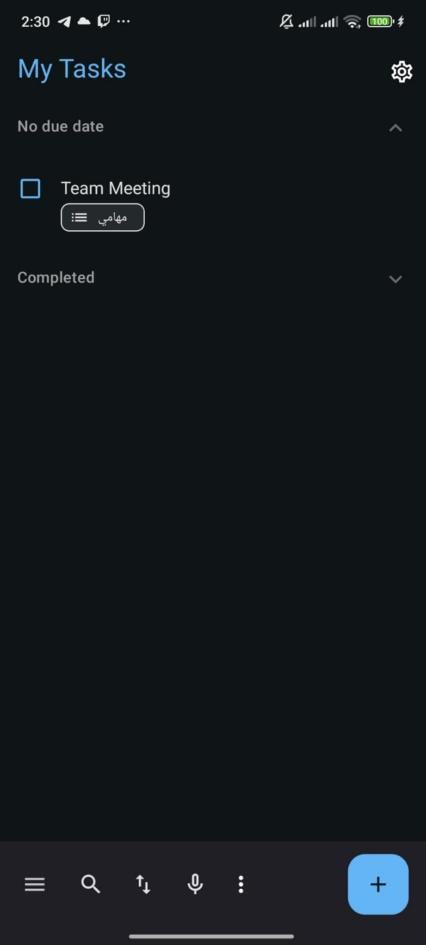 2:30
100
My Tasks
No due date
Team Meeting
مهامي
Completed